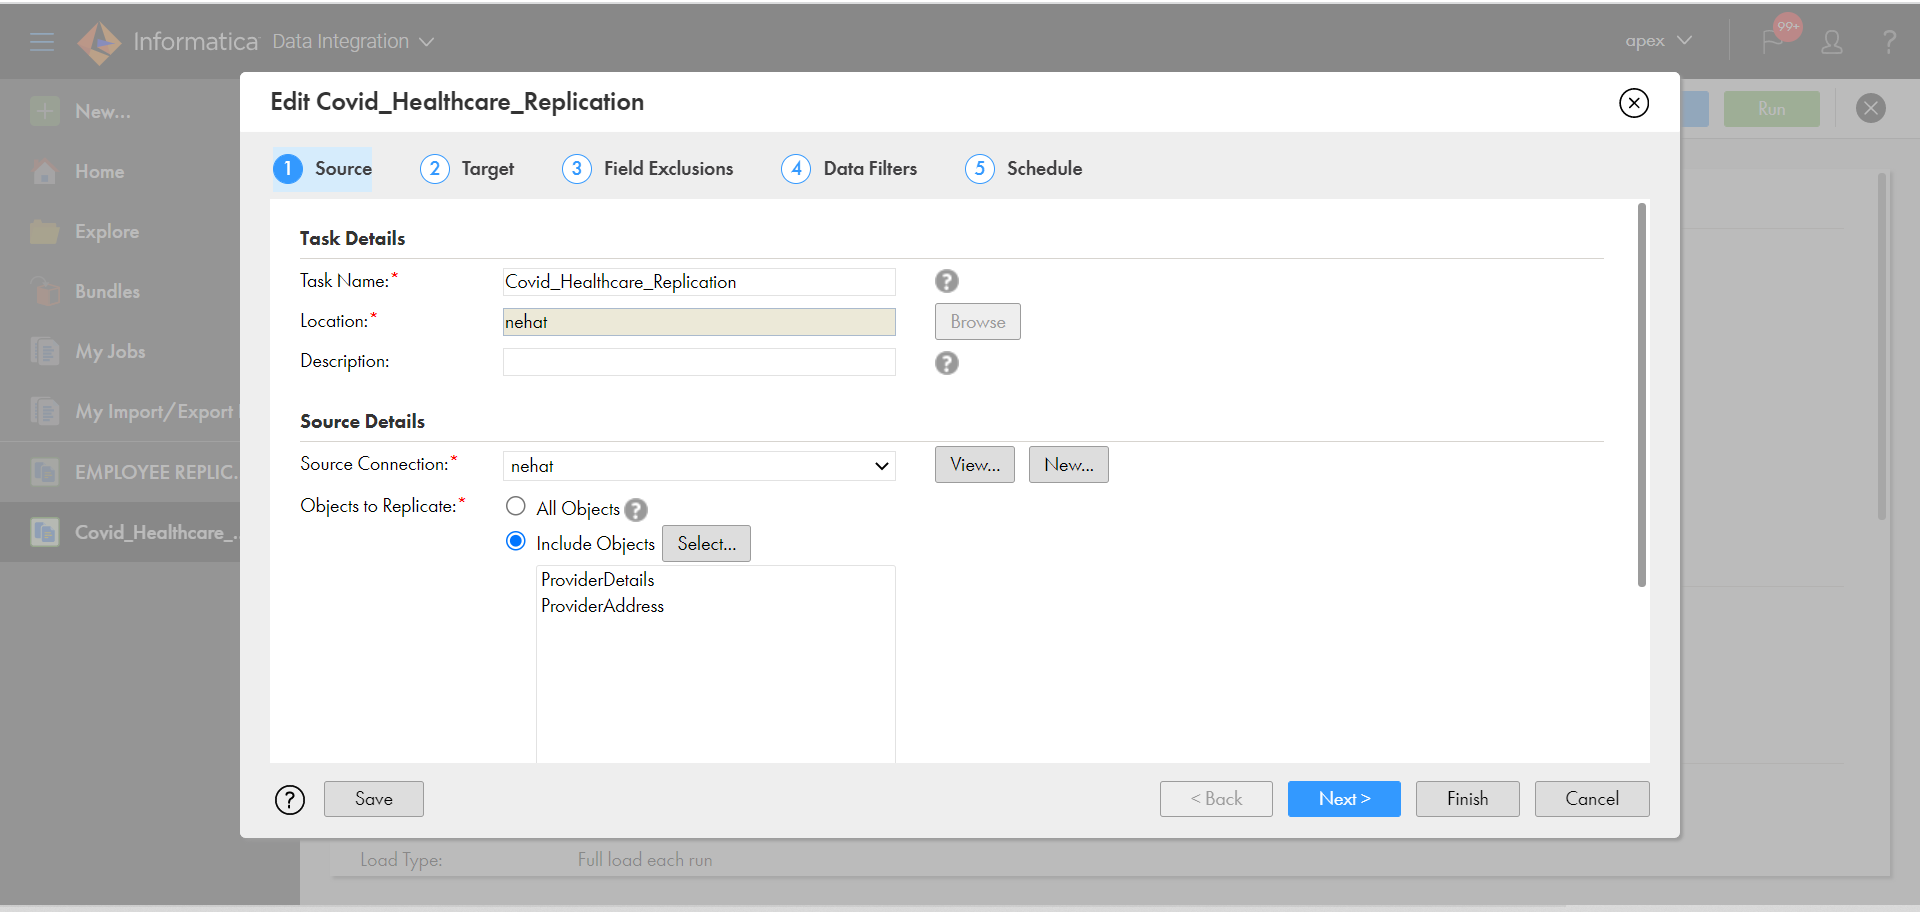 Informatica Data Integration
apex
99+
?
Edit Covid_Healthcare_Replication
New...
Run
1 Source
2 Target
3 Field Exclusions
4 Data Filters
5 Schedule
Home
Explore
Bundles
My Jobs
My Import/Export
EMPLOYEE REPLIC...
Covid_Healthcare_...
Task Details
Task Name:* Covid_Healthcare_Replication ?
Location:* nehat Browse
Description: ?
Source Details
Source Connection:* nehat View... New...
Objects to Replicate:* All Objects ?
Include Objects Select...
ProviderDetails
ProviderAddress
? Save < Back Next > Finish Cancel
Load Type: Full load each run